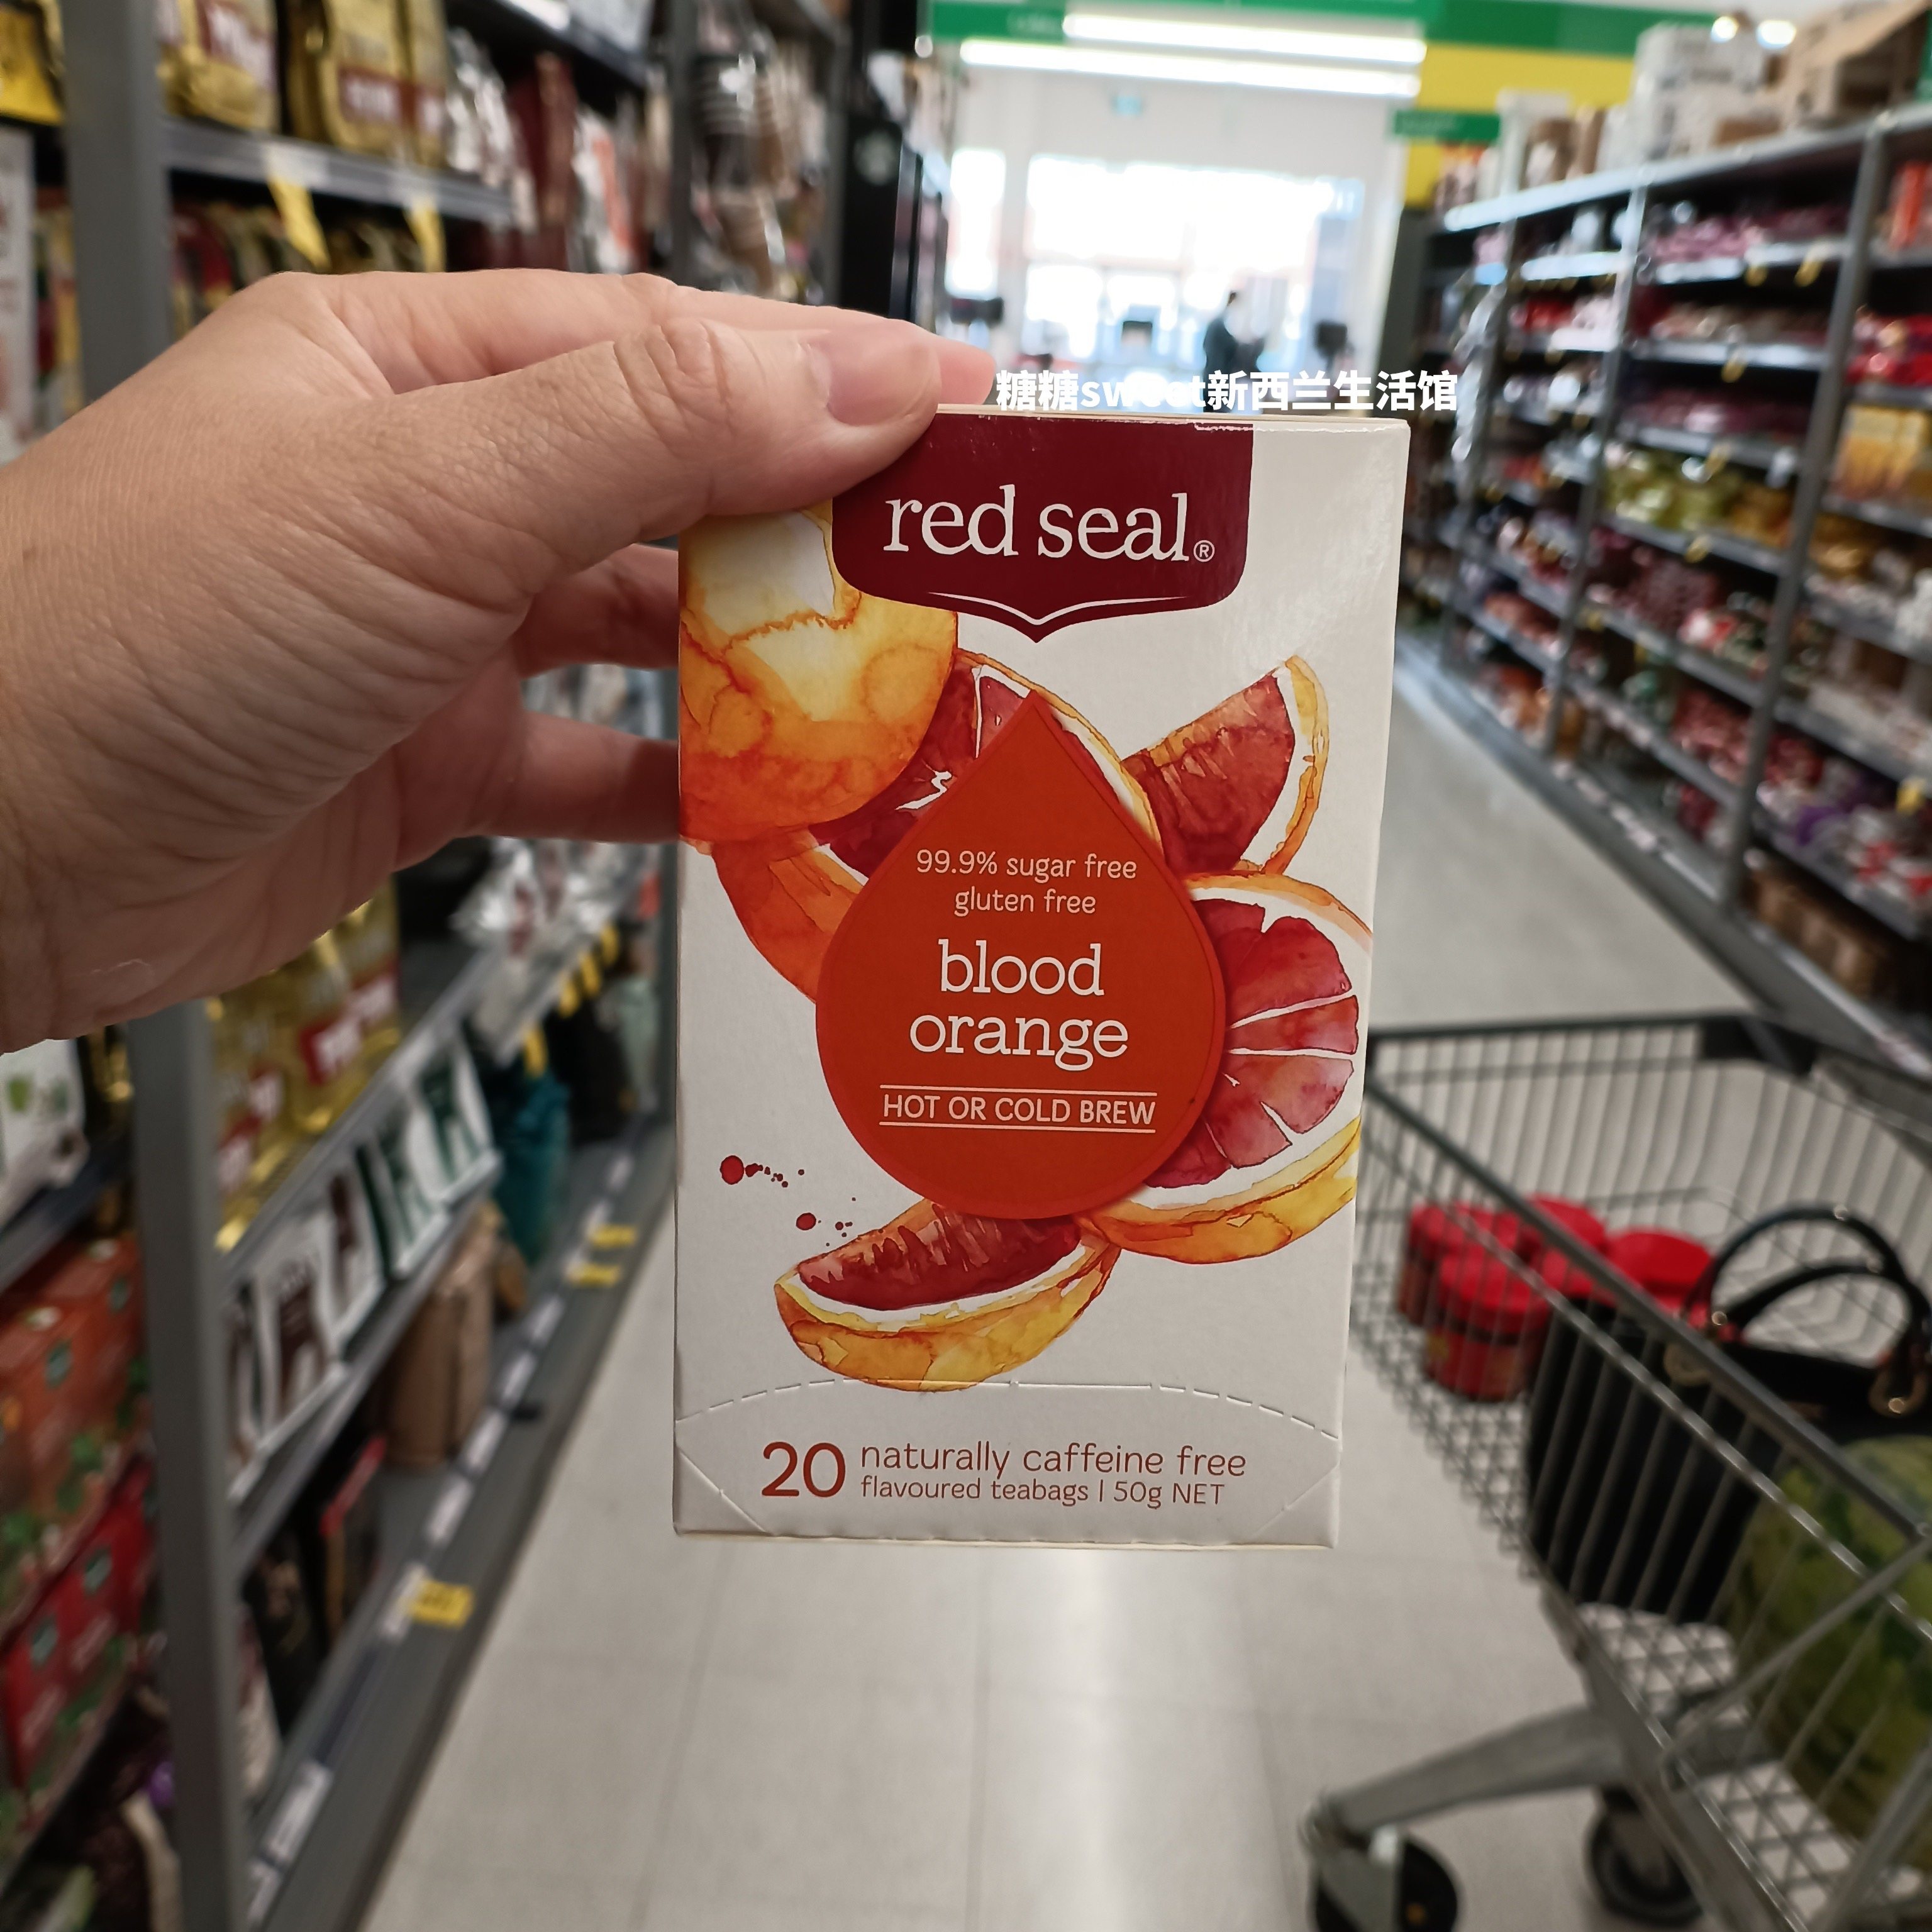 糖糖sweet新西兰生活馆
red seal®
99.9% sugar free
gluten free
blood
orange
HOT OR COLD BREW
20 naturally caffeine free
flavoured teabags | 50g NET